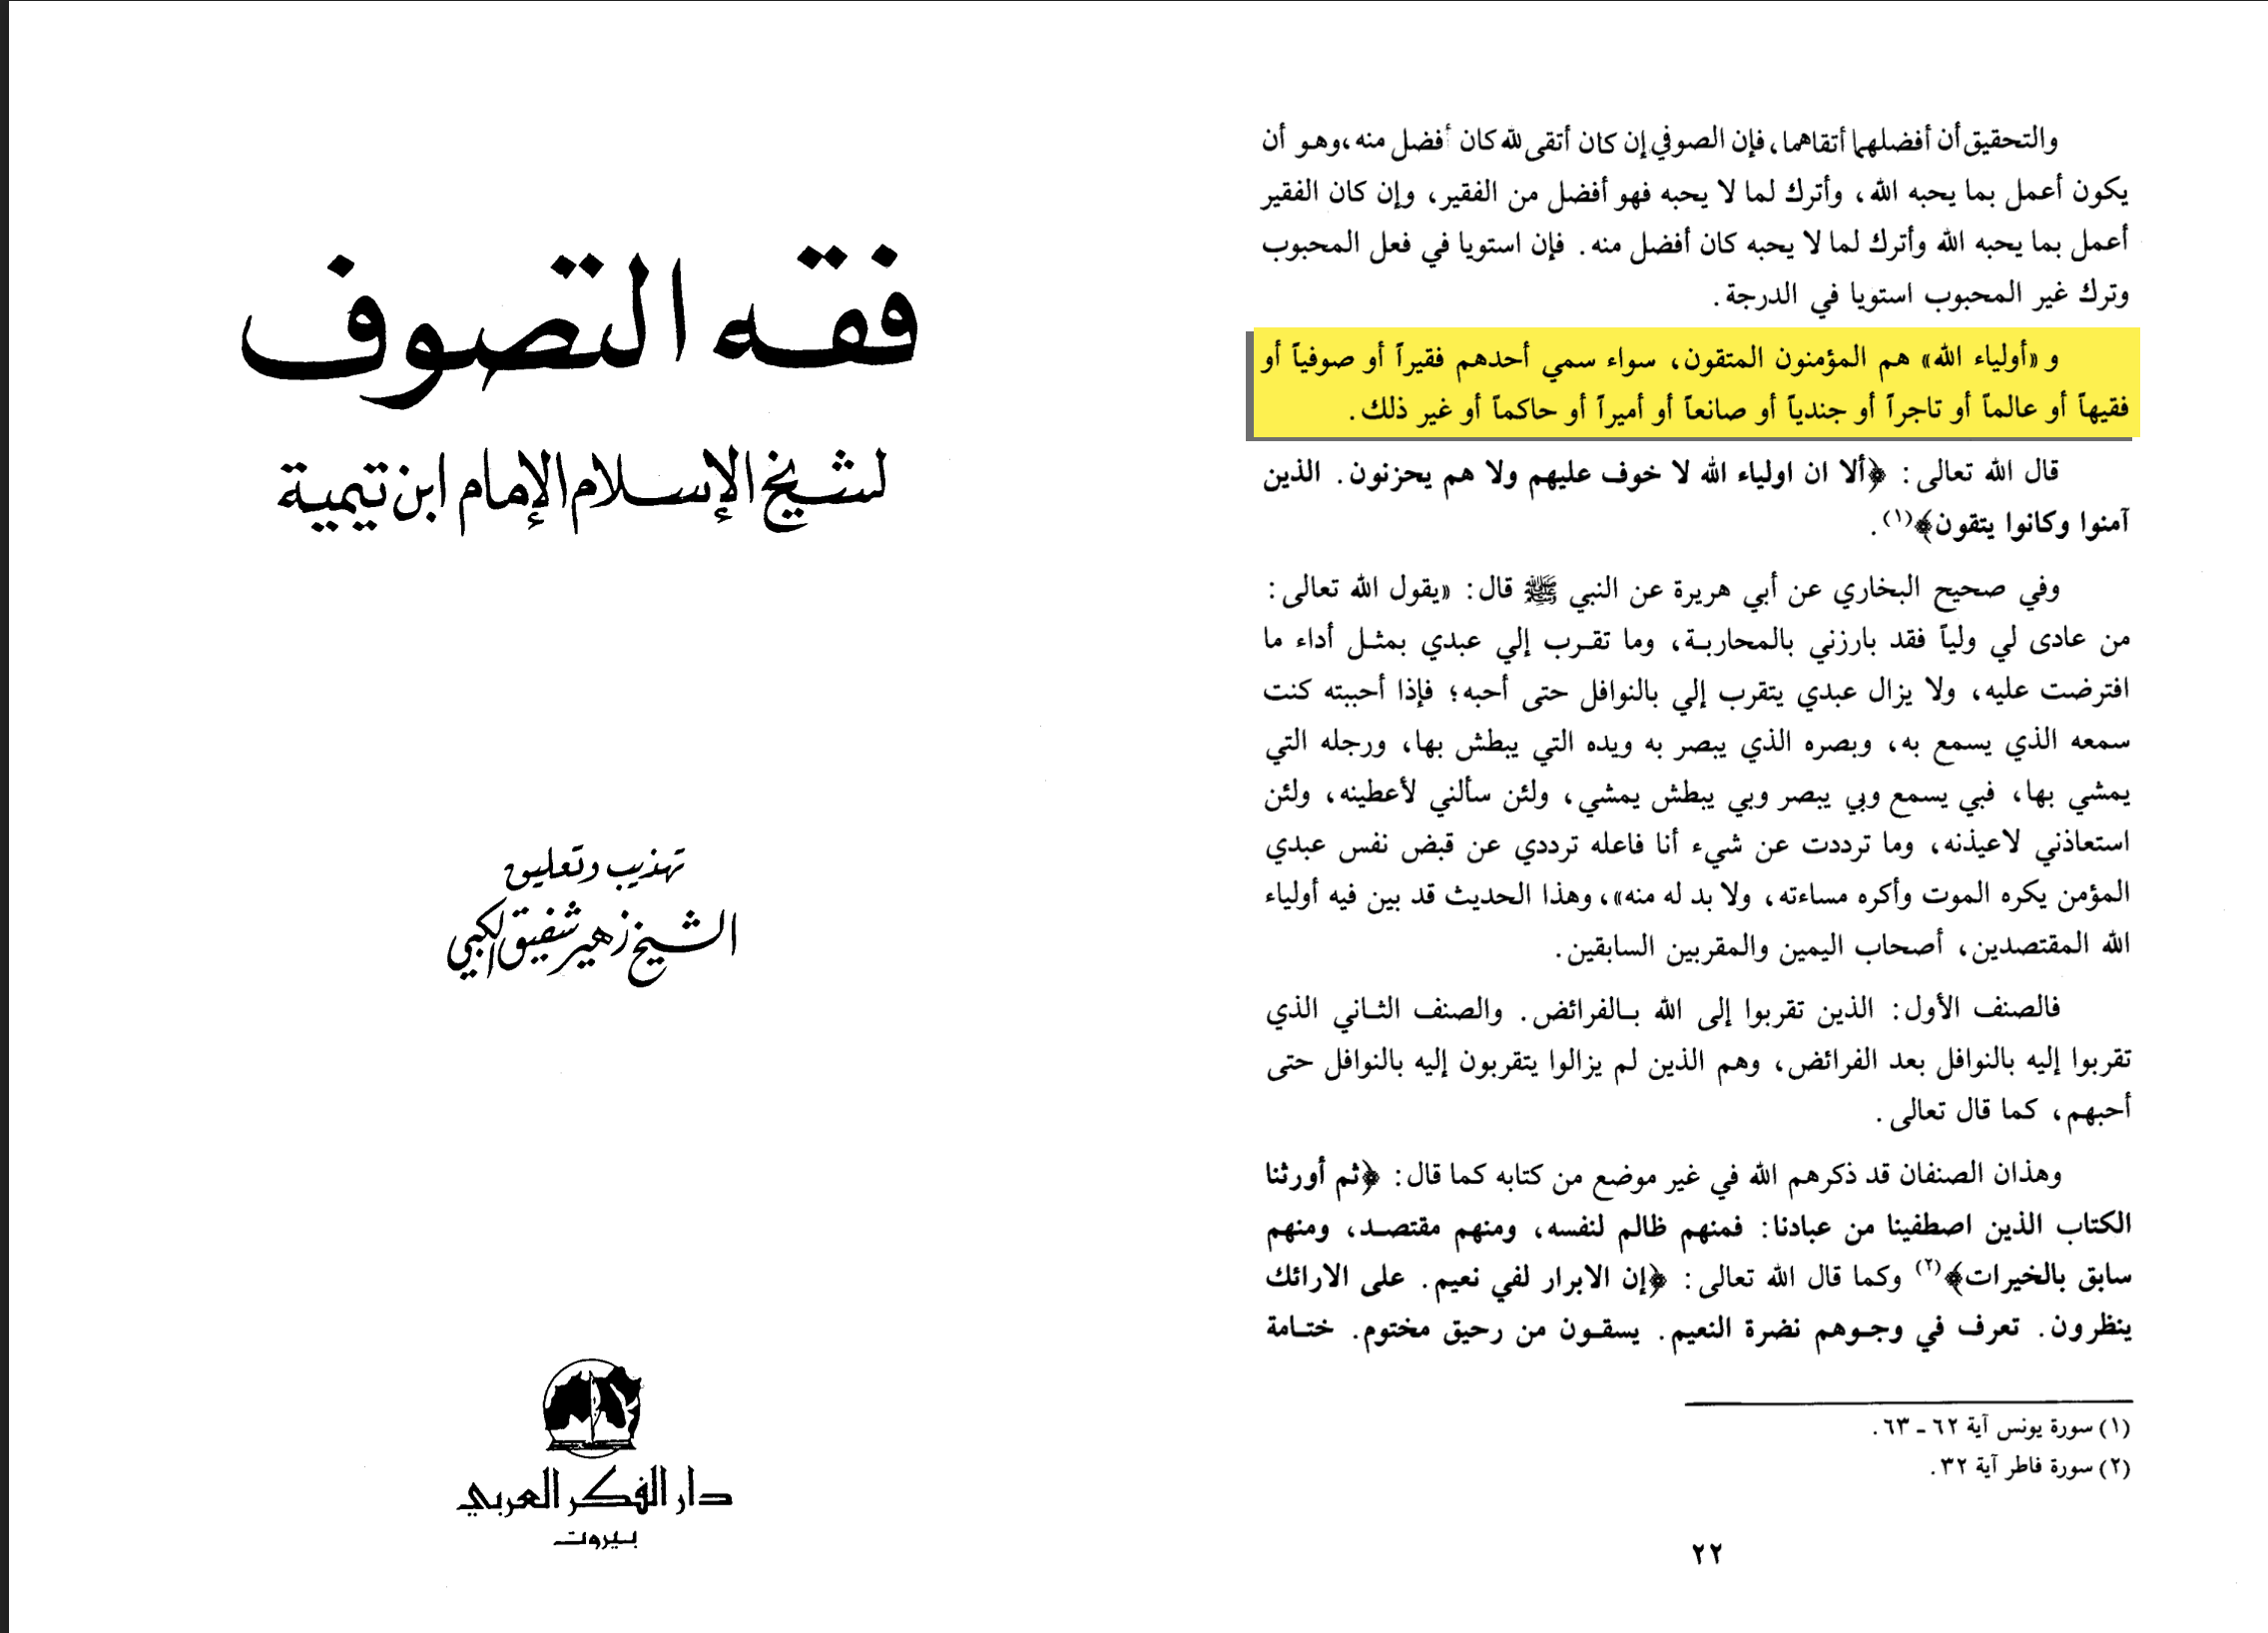 فقه التصوف
لشيخ الإسلام الإمام ابن تيمية
تهذيب وتعليق
الشيخ زهير شفيق الكبي
دار الفكر العربي
بيروت
والتحقيق أن أفضلهما أتقاهما، فإن الصوفي إن كان أتقى لله كان أفضل منه، وهو أن
يكون أعمل بما يحبه الله، وأترك لما لا يحبه فهو أفضل من الفقير، وإن كان الفقير
أعمل بما يحبه الله وأترك لما لا يحبه كان أفضل منه. فإن استويا في فعل المحبوب
وترك غير المحبوب استويا في الدرجة.
و «أولياء الله» هم المؤمنون المتقون، سواء سمي أحدهم فقيراً أو صوفياً أو
فقيهاً أو عالماً أو تاجراً أو جندياً أو صانعاً أو أميراً أو حاكماً أو غير ذلك.
قال الله تعالى: ﴿ألا ان اولياء الله لا خوف عليهم ولا هم يحزنون. الذين
آمنوا وكانوا يتقون﴾(١).
وفي صحيح البخاري عن أبي هريرة عن النبي ﷺ قال: «يقول الله تعالى:
من عادى لي ولياً فقد بارزني بالمحاربة، وما تقرب إلي عبدي بمثل أداء ما
افترضت عليه، ولا يزال عبدي يتقرب إلي بالنوافل حتى أحبه؛ فإذا أحببته كنت
سمعه الذي يسمع به، وبصره الذي يبصر به ويده التي يبطش بها، ورجله التي
يمشي بها، فبي يسمع وبي يبصر وبي يبطش يمشي، ولئن سألني لأعطينه، ولئن
استعاذني لاعيذنه، وما ترددت عن شيء أنا فاعله ترددي عن قبض نفس عبدي
المؤمن يكره الموت وأكره مساءته، ولا بد له منه»، وهذا الحديث قد بين فيه أولياء
الله المقتصدين، أصحاب اليمين والمقربين السابقين.
فالصنف الأول: الذين تقربوا إلى الله بالفرائض. والصنف الثاني الذي
تقربوا إليه بالنوافل بعد الفرائض، وهم الذين لم يزالوا يتقربون إليه بالنوافل حتى
أحبهم، كما قال تعالى.
وهذان الصنفان قد ذكرهم الله في غير موضع من كتابه كما قال: ﴿ثم أورثنا
الكتاب الذين اصطفينا من عبادنا: فمنهم ظالم لنفسه، ومنهم مقتصد، ومنهم
سابق بالخيرات﴾(٢) وكما قال الله تعالى: ﴿إن الابرار لفي نعيم. على الارائك
ينظرون. تعرف في وجوهم نضرة النعيم. يسقون من رحيق مختوم. ختامة
(١) سورة يونس آية ٦٢ - ٦٣.
(٢) سورة فاطر آية ٣٢.
٢٢